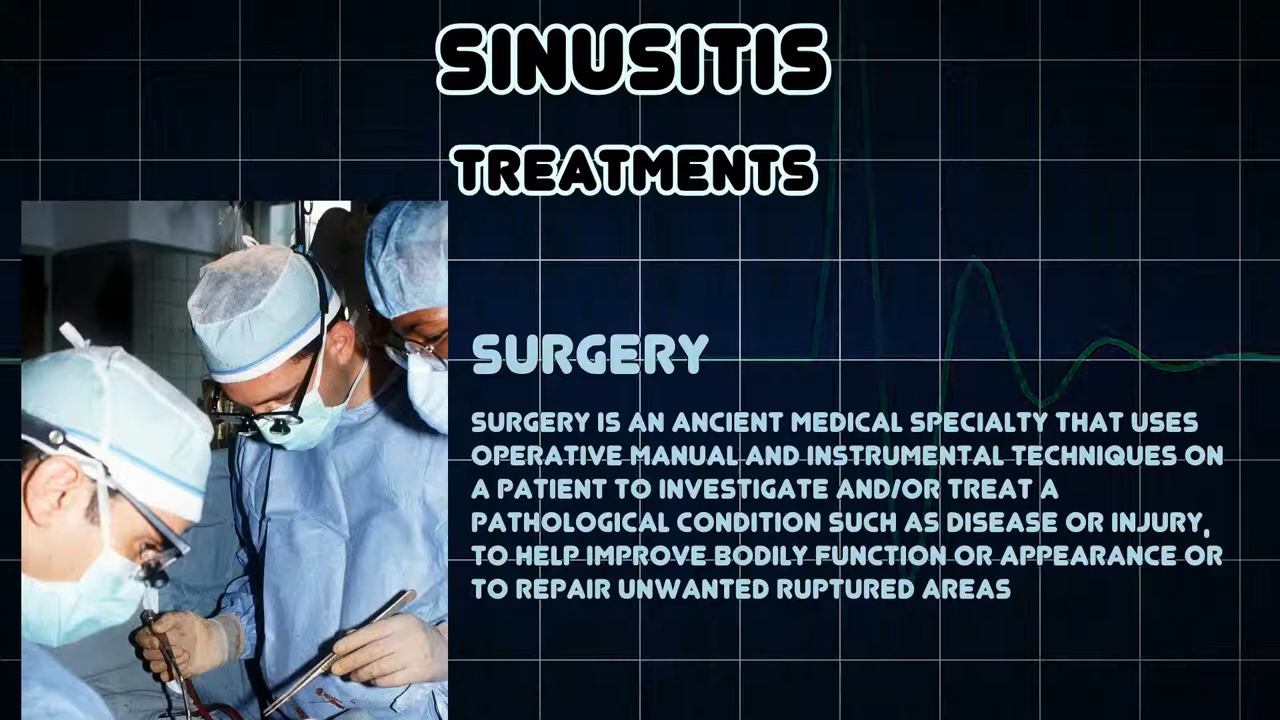 SINUSITIS
TREATMENTS
SURGERY
SURGERY IS AN ANCIENT MEDICAL SPECIALTY THAT USES
OPERATIVE MANUAL AND INSTRUMENTAL TECHNIQUES ON
A PATIENT TO INVESTIGATE AND/OR TREAT A
PATHOLOGICAL CONDITION SUCH AS DISEASE OR INJURY,
TO HELP IMPROVE BODILY FUNCTION OR APPEARANCE OR
TO REPAIR UNWANTED RUPTURED AREAS